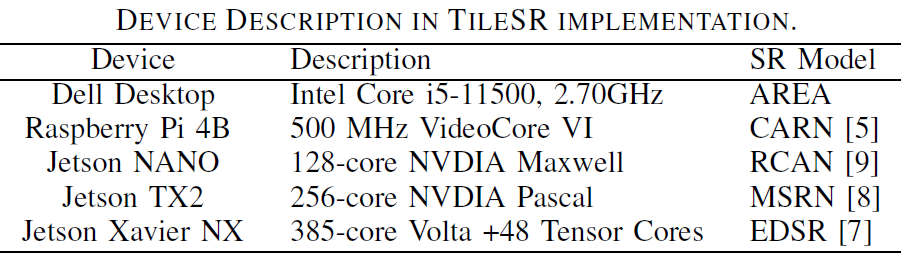 DEVICE DESCRIPTION IN TILESR IMPLEMENTATION.
Device Description SR Model
Dell Desktop Intel Core i5-11500, 2.70GHz AREA
Raspberry Pi 4B 500 MHz VideoCore VI CARN [5]
Jetson NANO 128-core NVDIA Maxwell RCAN [9]
Jetson TX2 256-core NVDIA Pascal MSRN [8]
Jetson Xavier NX 385-core Volta +48 Tensor Cores EDSR [7]